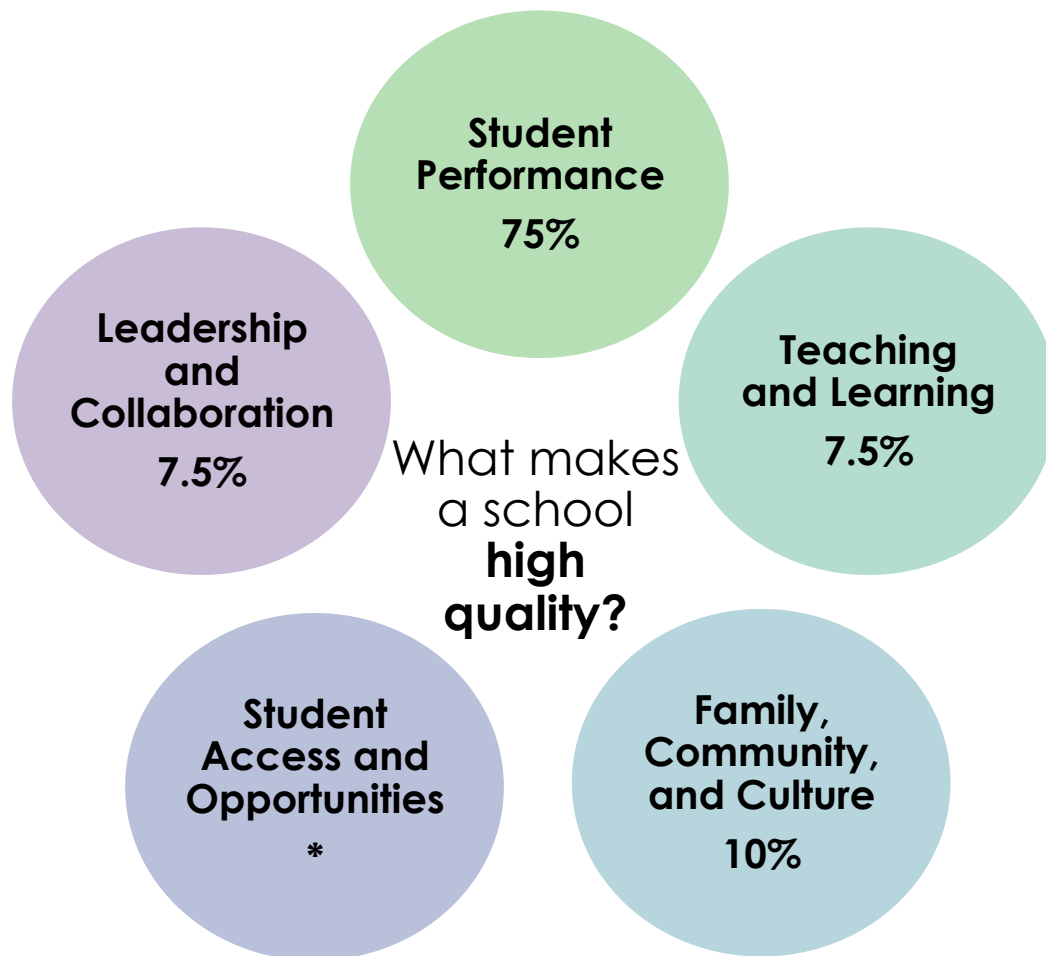 Student
Performance
75%
Leadership
and
Collaboration
7.5%
Teaching
and Learning
7.5%
What makes
a school
high
quality?
Student
Access and
Opportunities
*
Family,
Community,
and Culture
10%